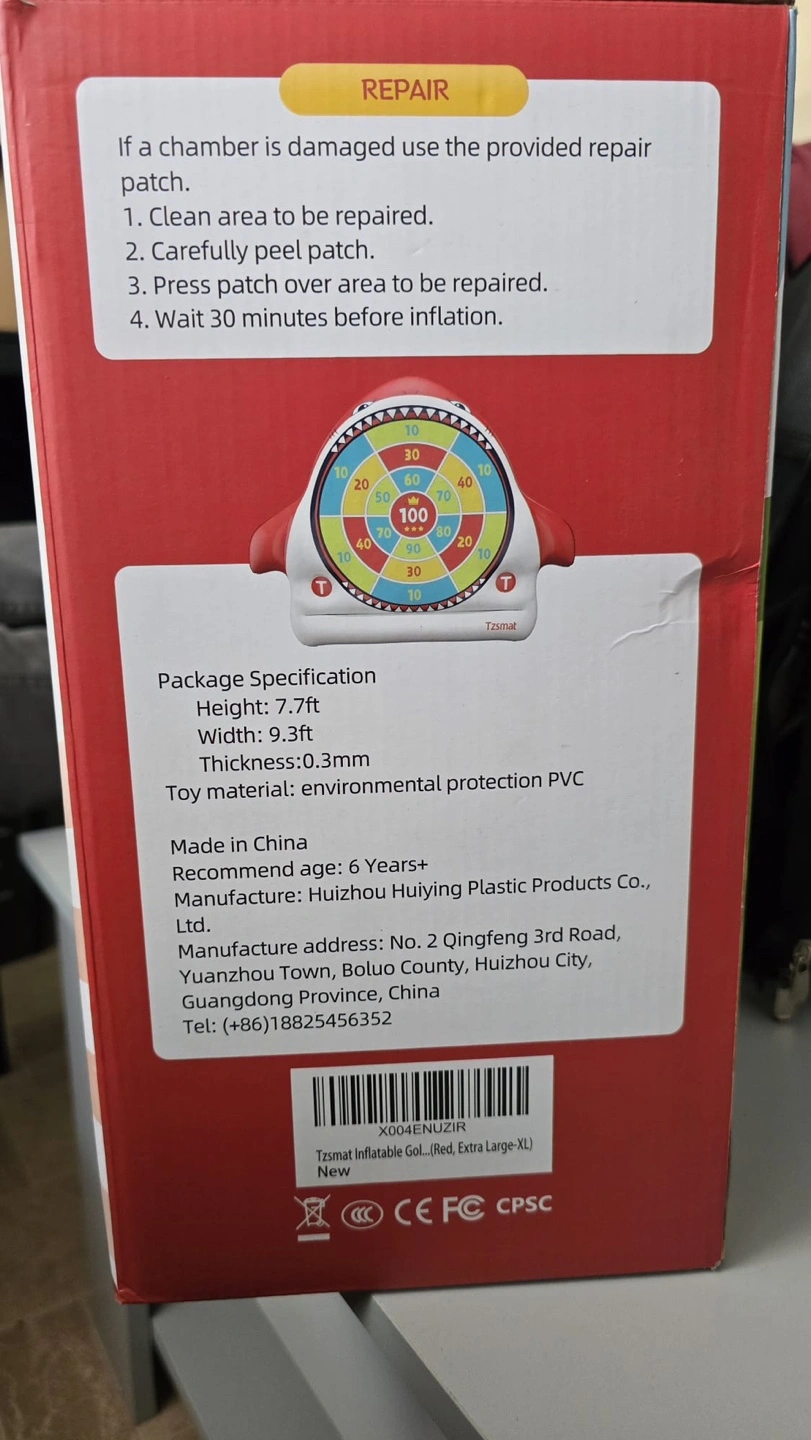 REPAIR
If a chamber is damaged use the provided repair
patch.
1. Clean area to be repaired.
2. Carefully peel patch.
3. Press patch over area to be repaired.
4. Wait 30 minutes before inflation.
10
30
10 20 60 40 10
50 70
100
70 80
40 90 20
10 30 10
10
T T
Tzsmat
Package Specification
Height: 7.7ft
Width: 9.3ft
Thickness:0.3mm
Toy material: environmental protection PVC
Made in China
Recommend age: 6 Years+
Manufacture: Huizhou Huiying Plastic Products Co.,
Ltd.
Manufacture address: No. 2 Qingfeng 3rd Road,
Yuanzhou Town, Boluo County, Huizhou City,
Guangdong Province, China
Tel: (+86)18825456352
X004ENUZIR
Tzsmat Inflatable Gol...(Red, Extra Large-XL)
New
CCC CE FC CPSC